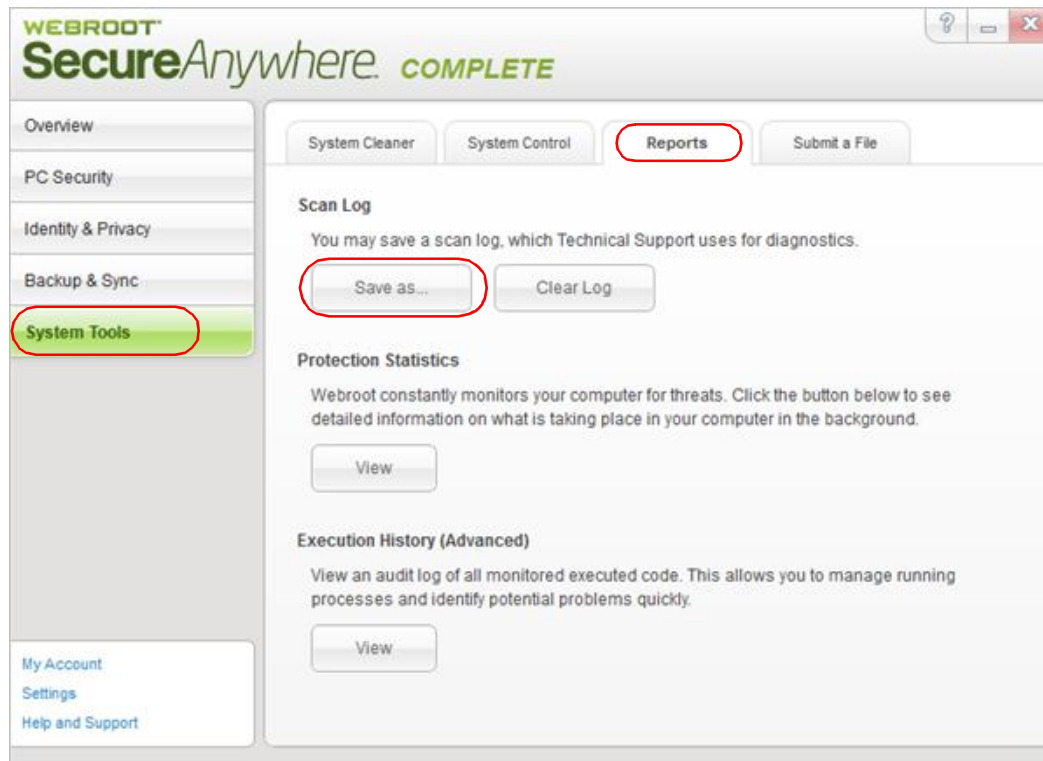 WEBROOT
SecureAnywhere. COMPLETE
?
Overview
PC Security
Identity & Privacy
Backup & Sync
System Tools
System Cleaner
System Control
Reports
Submit a File
Scan Log
You may save a scan log, which Technical Support uses for diagnostics.
Save as...
Clear Log
Protection Statistics
Webroot constantly monitors your computer for threats. Click the button below to see
detailed information on what is taking place in your computer in the background.
View
Execution History (Advanced)
View an audit log of all monitored executed code. This allows you to manage running
processes and identify potential problems quickly.
View
My Account
Settings
Help and Support